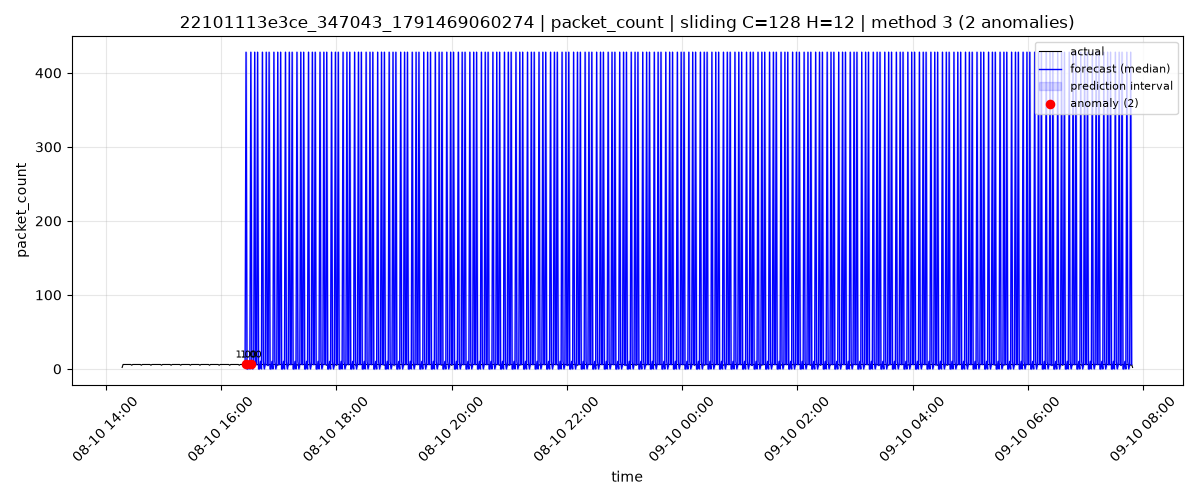 22101113e3ce_347043_1791469060274 | packet_count | sliding C=128 H=12 | method 3 (2 anomalies)
actual
forecast (median)
prediction interval
anomaly (2)
packet_count
400
300
200
100
0
08-10 14:00
08-10 16:00
08-10 18:00
08-10 20:00
08-10 22:00
09-10 00:00
09-10 02:00
09-10 04:00
09-10 06:00
09-10 08:00
time